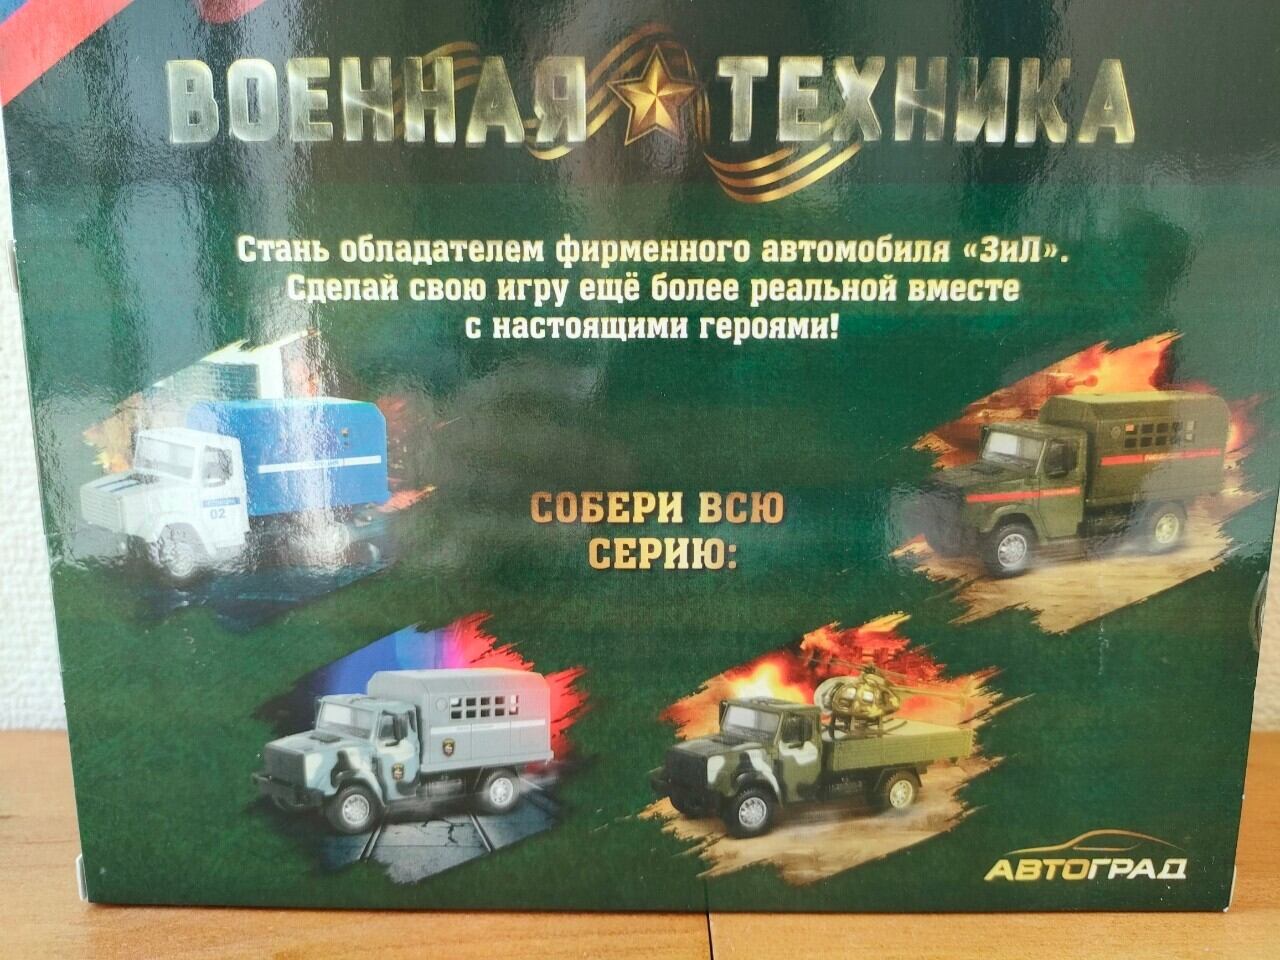 ВОЕННАЯ ТЕХНИКА
Стань обладателем фирменного автомобиля «ЗиЛ».
Сделай свою игру ещё более реальной вместе
с настоящими героями!
02
СОБЕРИ ВСЮ
СЕРИЮ:
АВТОГРАД